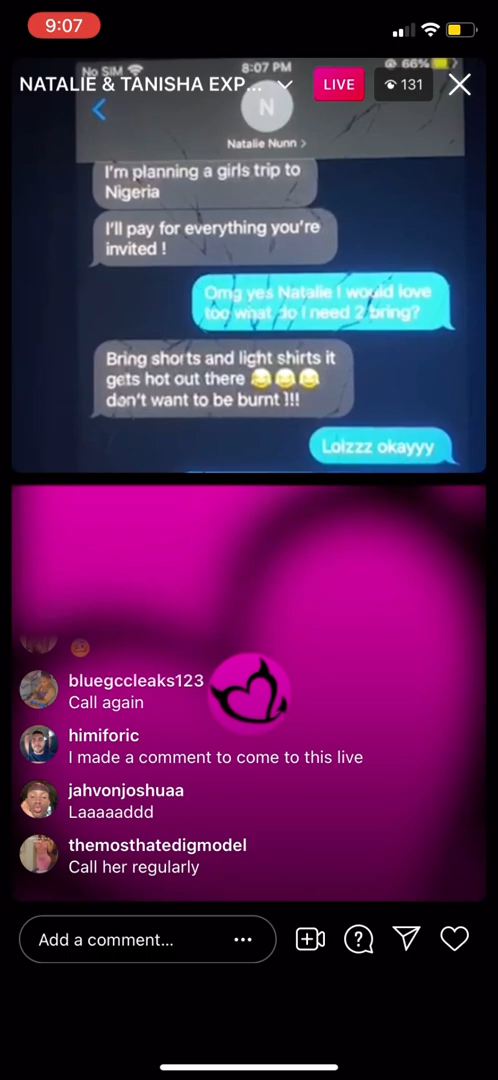 9:07
No SIM
8:07 PM
66%
NATALIE & TANISHA EXP...
LIVE
131
N
Natalie Nunn >
I'm planning a girls trip to
Nigeria
I'll pay for everything you're
invited !
Omg yes Natalie I would love
too what do I need 2 bring?
Bring shorts and light shirts it
gets hot out there 😂😂😂
don't want to be burnt !!!
Lolzzz okayyy
bluegccleaks123
Call again
himiforic
I made a comment to come to this live
jahvonjoshuaa
Laaaaaddd
themosthatedigmodel
Call her regularly
Add a comment...